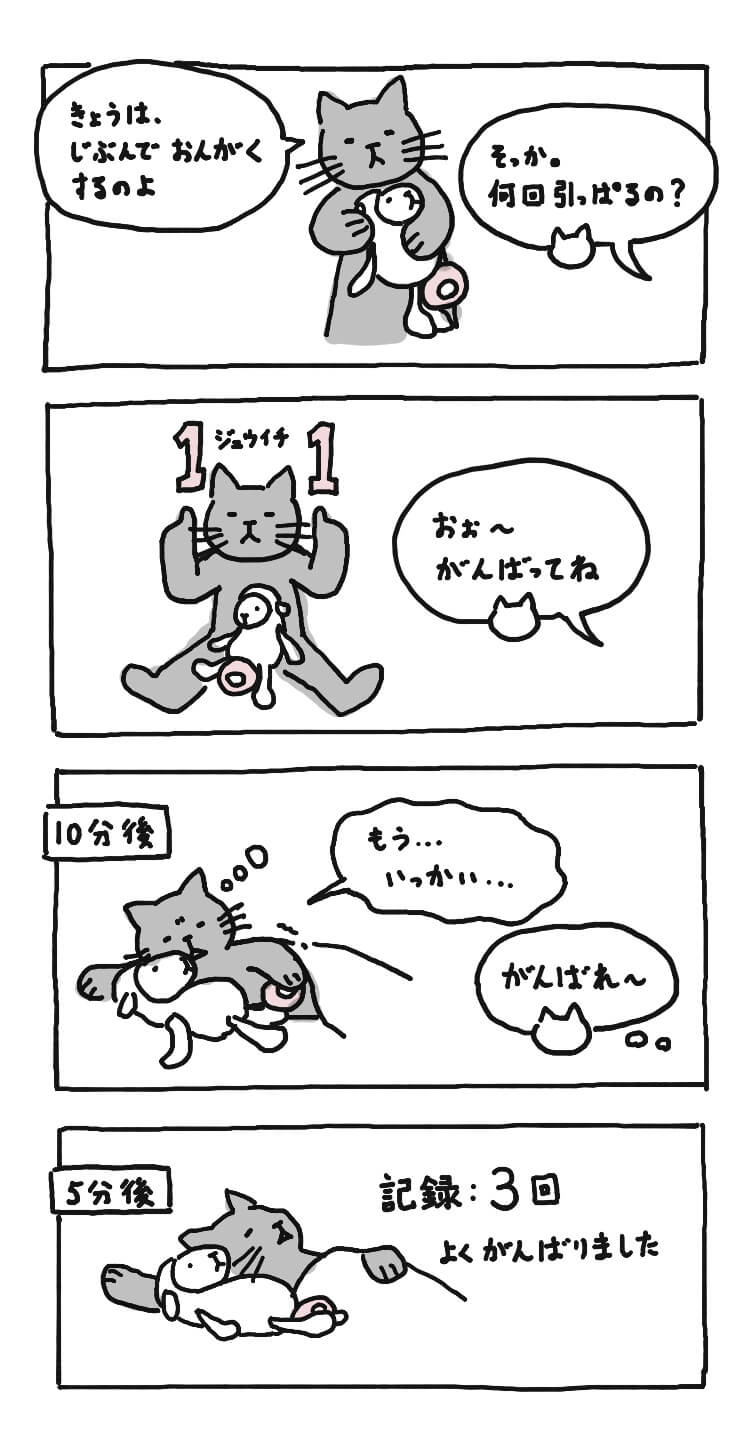 きょうは、
じぶんで おんがく
するのよ
そっか。
何回引っぱるの？
1 ジュウイチ 1
おぉ～
がんばってね
10分後
もう...
いっかい...
がんばれ～
5分後
記録：3回
よくがんばりました